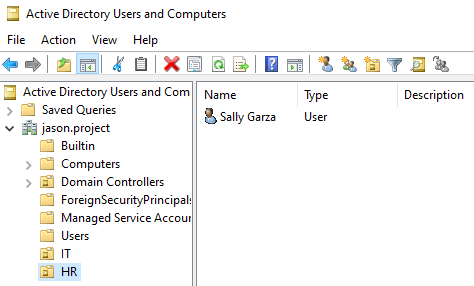 Active Directory Users and Computers
File Action View Help
Active Directory Users and Com
Saved Queries
jason.project
Builtin
Computers
Domain Controllers
ForeignSecurityPrincipals
Managed Service Accour
Users
IT
HR
Name Type Description
Sally Garza User